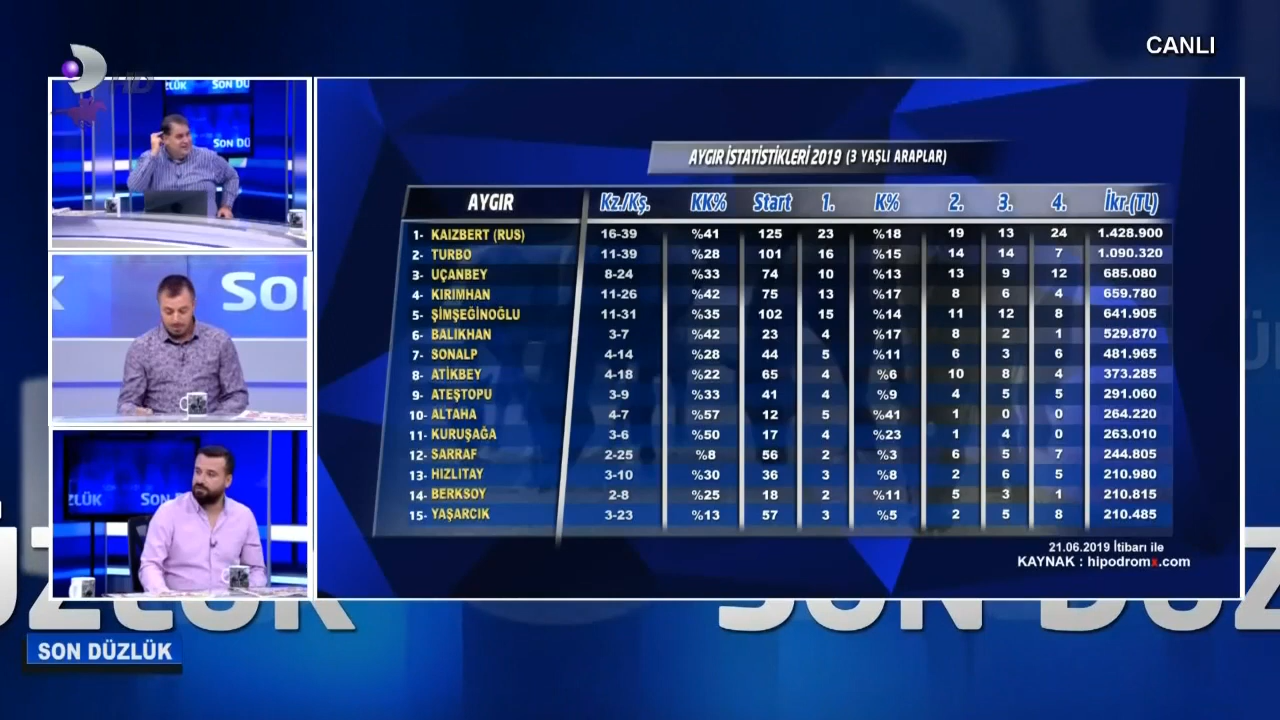 CANLI
HD
ZLÜK SON DÜ
SON DÜ
K SON
ZLÜK SON D
AYGIR İSTATİSTİKLERİ 2019 (3 YAŞLI ARAPLAR)
AYGIR Kz./Kş. KK% Start 1. K% 2. 3. 4. İkr.(TL)
1- KAIZBERT (RUS) 16-39 %41 125 23 %18 19 13 24 1.428.900
2- TURBO 11-39 %28 101 16 %15 14 14 7 1.090.320
3- UÇANBEY 8-24 %33 74 10 %13 13 9 12 685.080
4- KIRIMHAN 11-26 %42 75 13 %17 8 6 4 659.780
5- ŞİMŞEĞİNOĞLU 11-31 %35 102 15 %14 11 12 8 641.905
6- BALIKHAN 3-7 %42 23 4 %17 8 2 1 529.870
7- SONALP 4-14 %28 44 5 %11 6 3 6 481.965
8- ATİKBEY 4-18 %22 65 4 %6 10 8 4 373.285
9- ATEŞTOPU 3-9 %33 41 4 %9 4 5 5 291.060
10- ALTAHA 4-7 %57 12 5 %41 1 0 0 264.220
11- KURUŞAĞA 3-6 %50 17 4 %23 1 4 0 263.010
12- SARRAF 2-25 %8 56 2 %3 6 5 7 244.805
13- HIZLITAY 3-10 %30 36 3 %8 2 6 5 210.980
14- BERKSOY 2-8 %25 18 2 %11 5 3 1 210.815
15- YAŞARCIK 3-23 %13 57 3 %5 2 5 8 210.485
21.06.2019 İtibarı ile
KAYNAK : hipodromx.com
ÜZLÜK SON DÜZ
SON DÜZLÜK